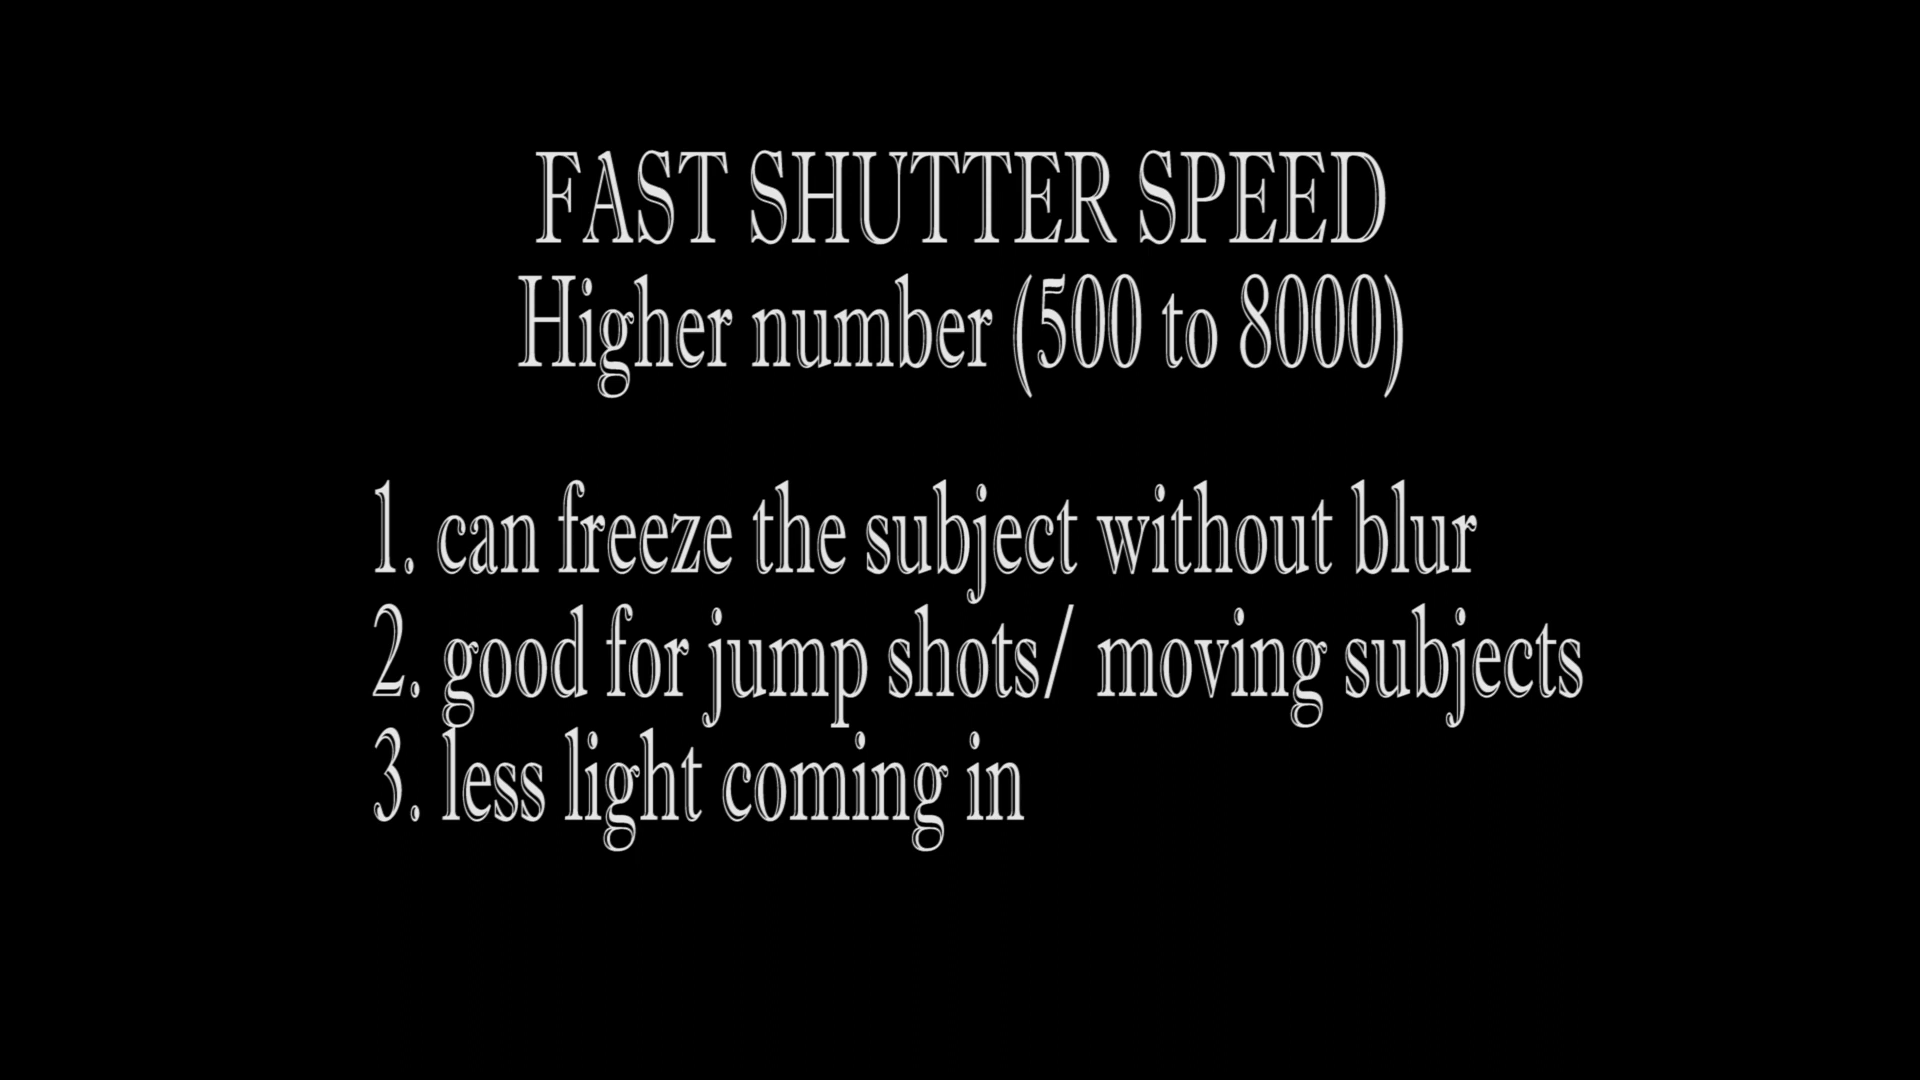 FAST SHUTTER SPEED
Higher number (500 to 8000)
1. can freeze the subject without blur
2. good for jump shots/ moving subjects
3. less light coming in